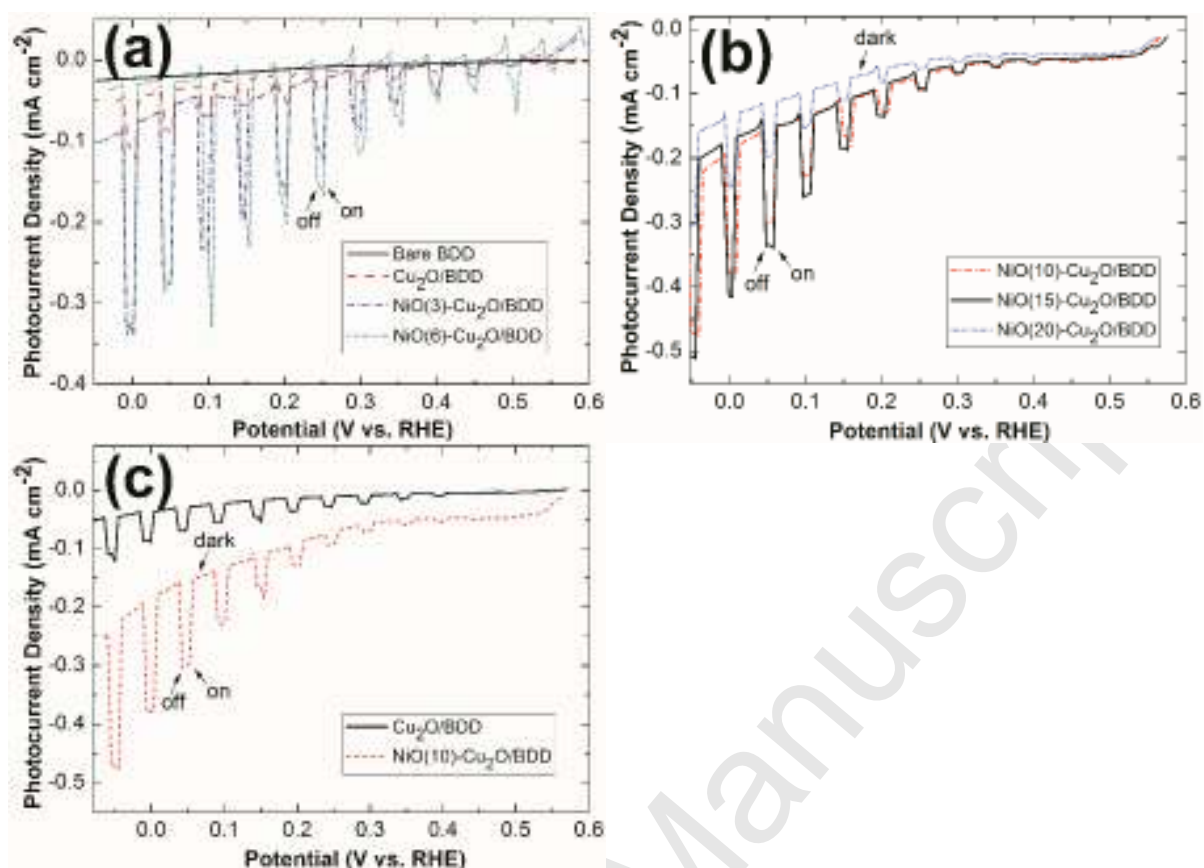 (a)
0.0
-0.1
-0.2
-0.3
-0.4
Photocurrent Density (mA cm-2)
off
on
Bare BDD
Cu2O/BDD
NiO(3)-Cu2O/BDD
NiO(6)-Cu2O/BDD
0.0 0.1 0.2 0.3 0.4 0.5 0.6
Potential (V vs. RHE)
(b)
0.0
-0.1
-0.2
-0.3
-0.4
-0.5
Photocurrent Density (mA cm-2)
dark
off
on
NiO(10)-Cu2O/BDD
NiO(15)-Cu2O/BDD
NiO(20)-Cu2O/BDD
0.0 0.1 0.2 0.3 0.4 0.5 0.6
Potential (V vs. RHE)
(c)
0.0
-0.1
-0.2
-0.3
-0.4
-0.5
Photocurrent Density (mA cm-2)
dark
off
on
Cu2O/BDD
NiO(10)-Cu2O/BDD
0.0 0.1 0.2 0.3 0.4 0.5 0.6
Potential (V vs. RHE)
Manuscrip